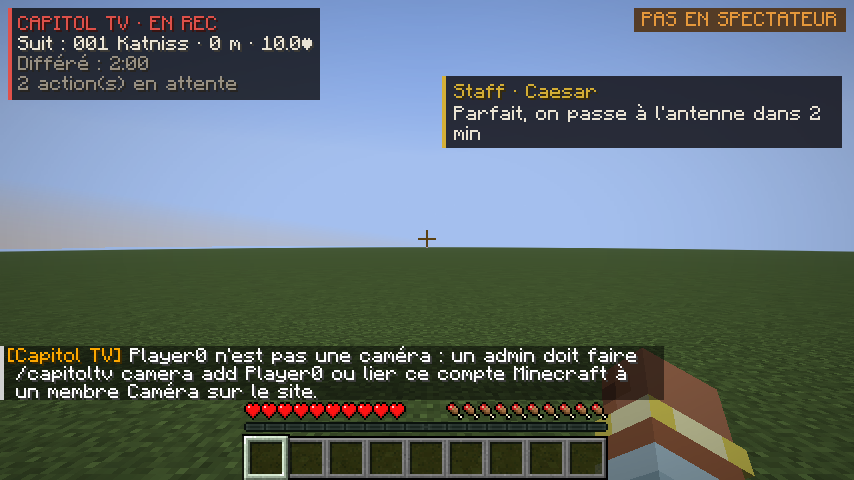 CAPITOL TV · EN REC
Suit : 001 Katniss · 0 m · 10.0♥
Différé : 2:00
2 action(s) en attente
PAS EN SPECTATEUR
Staff · Caesar
Parfait, on passe à l'antenne dans 2
min
[Capitol TV] Player0 n'est pas une caméra : un admin doit faire
/capitoltv camera add Player0 ou lier ce compte Minecraft à
un membre Caméra sur le site.